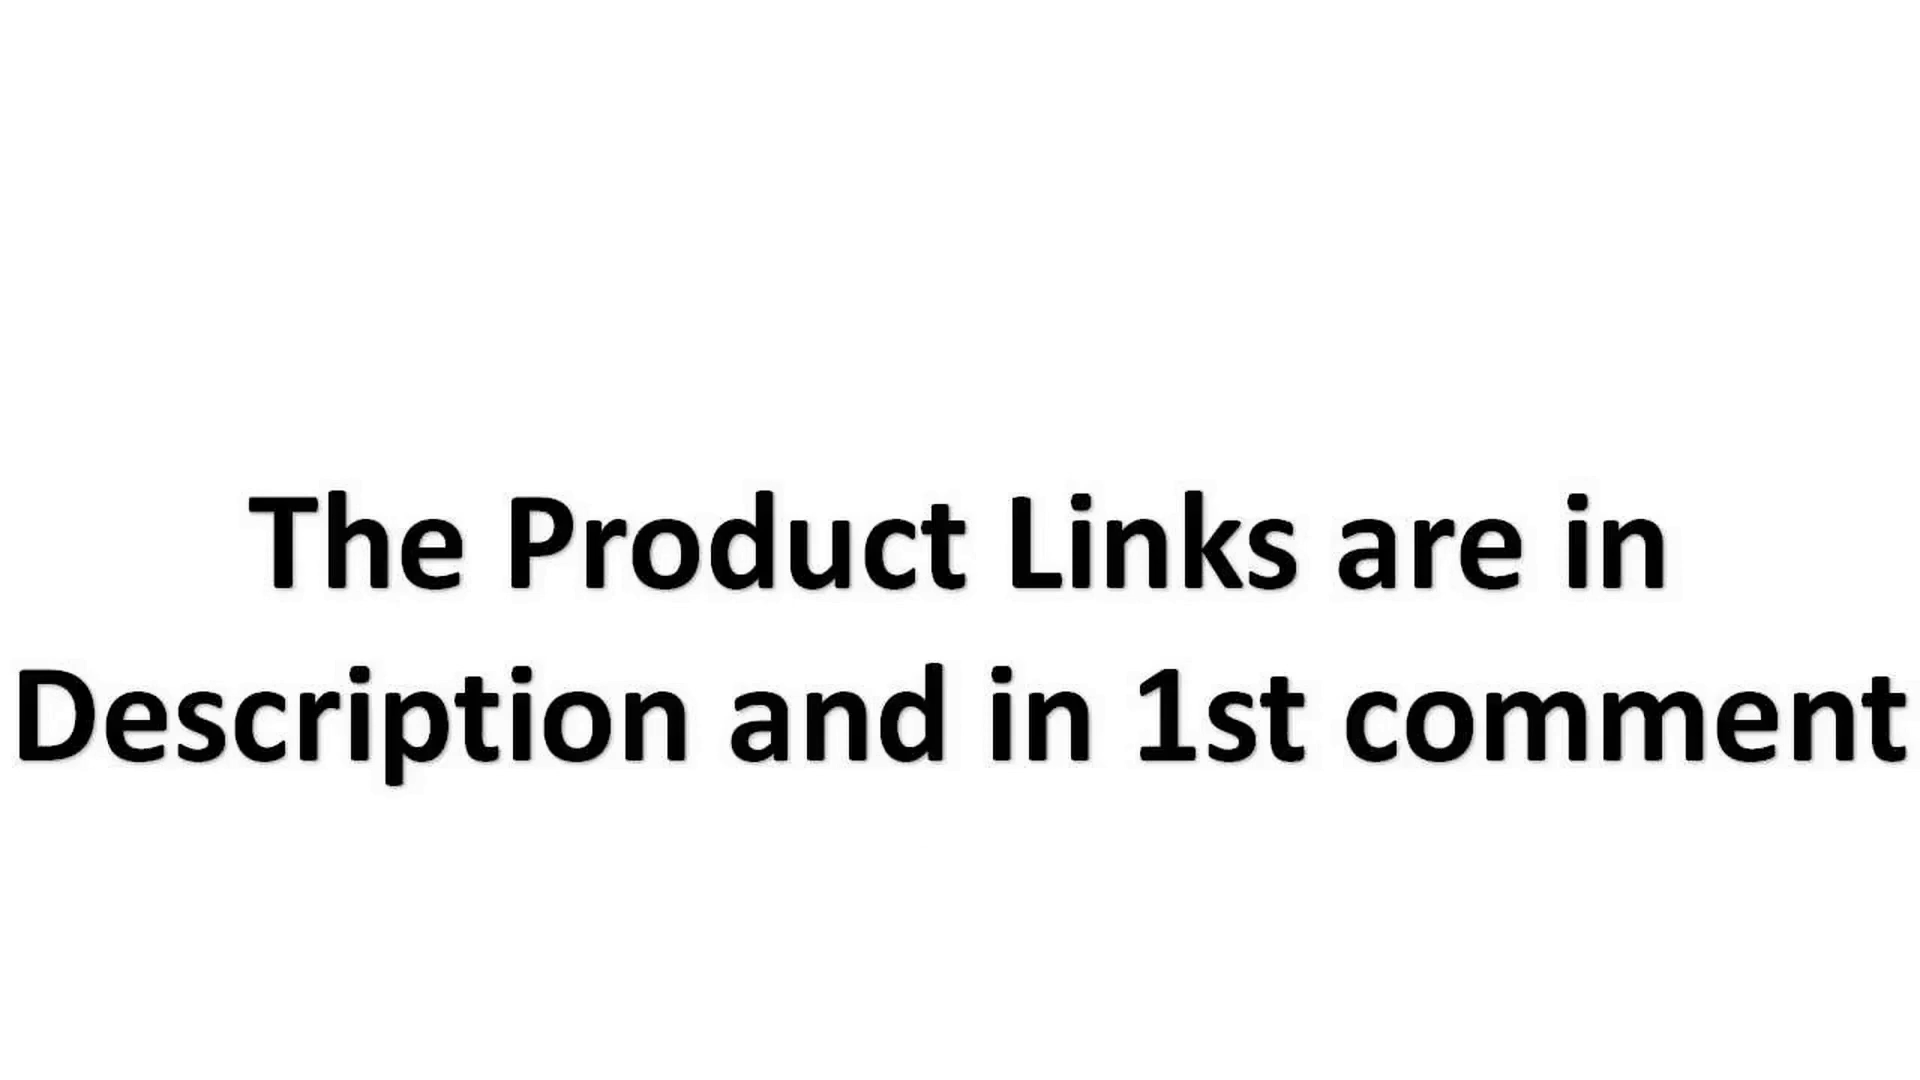 The Product Links are in
Description and in 1st comment